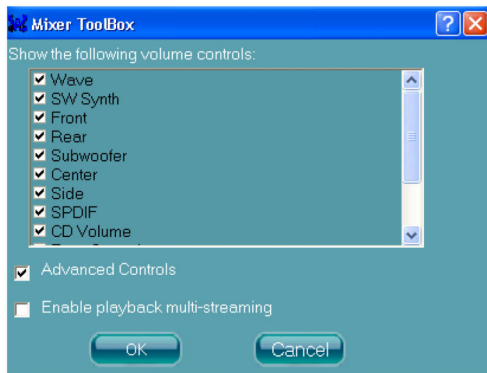 Mixer ToolBox
Show the following volume controls:
Wave
SW Synth
Front
Rear
Subwoofer
Center
Side
SPDIF
CD Volume
Advanced Controls
Enable playback multi-streaming
OK
Cancel